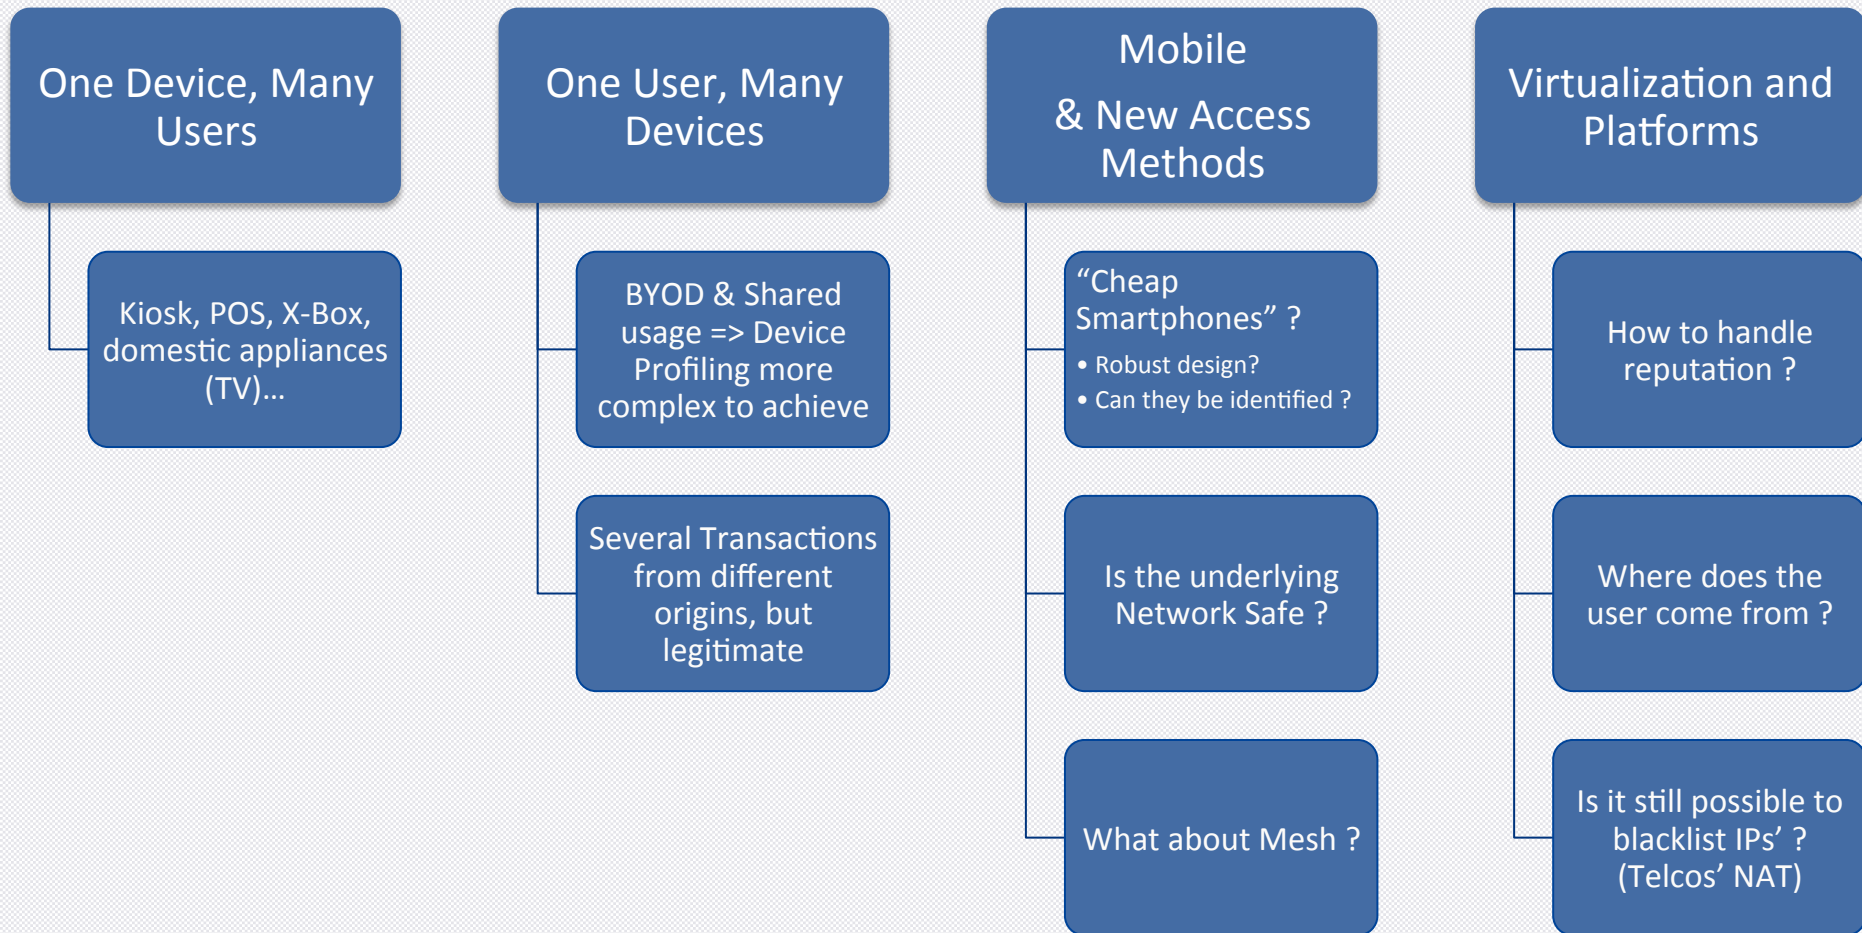 One Device, Many
Users
Kiosk, POS, X-Box,
domestic appliances
(TV)…
One User, Many
Devices
BYOD & Shared
usage => Device
Profiling more
complex to achieve
Several Transactions
from different
origins, but
legitimate
Mobile
& New Access
Methods
“Cheap
Smartphones” ?
• Robust design?
• Can they be identified ?
Is the underlying
Network Safe ?
What about Mesh ?
Virtualization and
Platforms
How to handle
reputation ?
Where does the
user come from ?
Is it still possible to
blacklist IPs’ ?
(Telcos’ NAT)